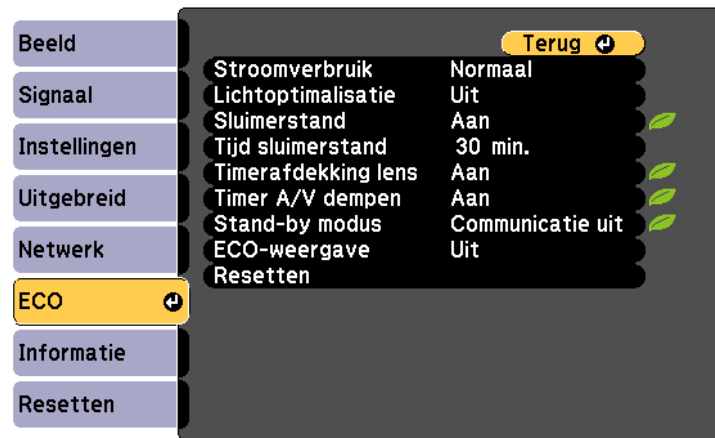 Beeld
Signaal
Instellingen
Uitgebreid
Netwerk
ECO
Informatie
Resetten
Terug
Stroomverbruik Normaal
Lichtoptimalisatie Uit
Sluimerstand Aan
Tijd sluimerstand 30 min.
Timerafdekking lens Aan
Timer A/V dempen Aan
Stand-by modus Communicatie uit
ECO-weergave Uit
Resetten